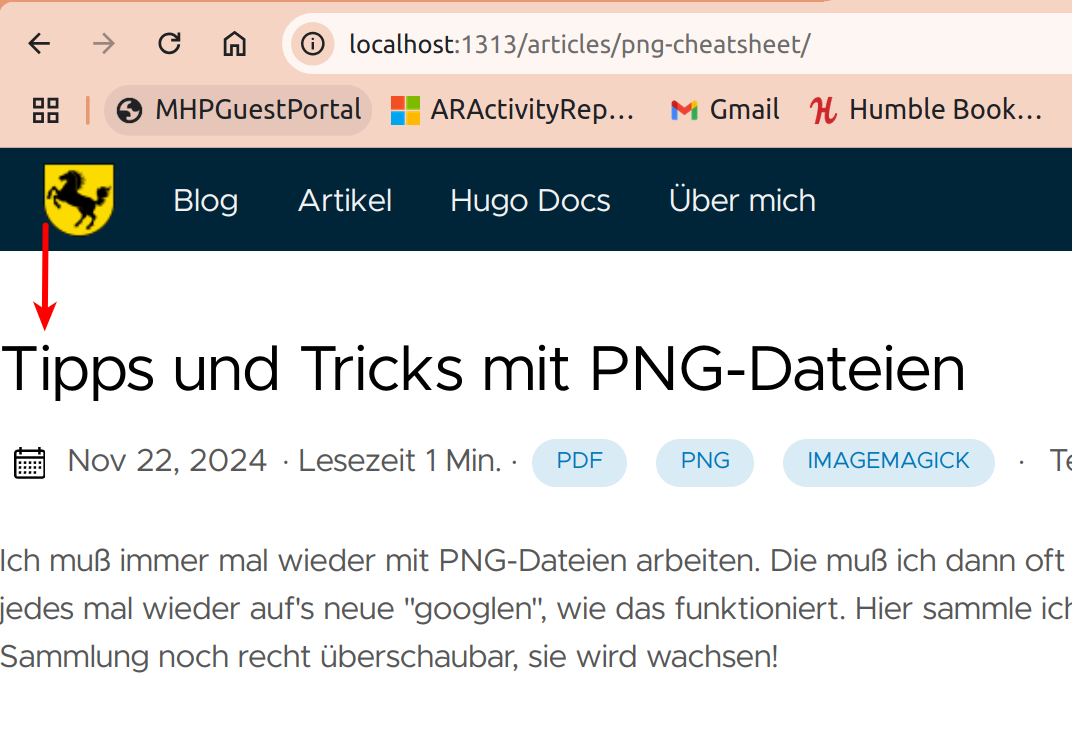 localhost:1313/articles/png-cheatsheet/
MHPGuestPortal ARActivityRep... Gmail Humble Book...
Blog Artikel Hugo Docs Über mich
Tipps und Tricks mit PNG-Dateien
Nov 22, 2024 · Lesezeit 1 Min. · PDF PNG IMAGEMAGICK ·
Ich muß immer mal wieder mit PNG-Dateien arbeiten. Die muß ich dann oft
jedes mal wieder auf's neue "googlen", wie das funktioniert. Hier sammle
Sammlung noch recht überschaubar, sie wird wachsen!